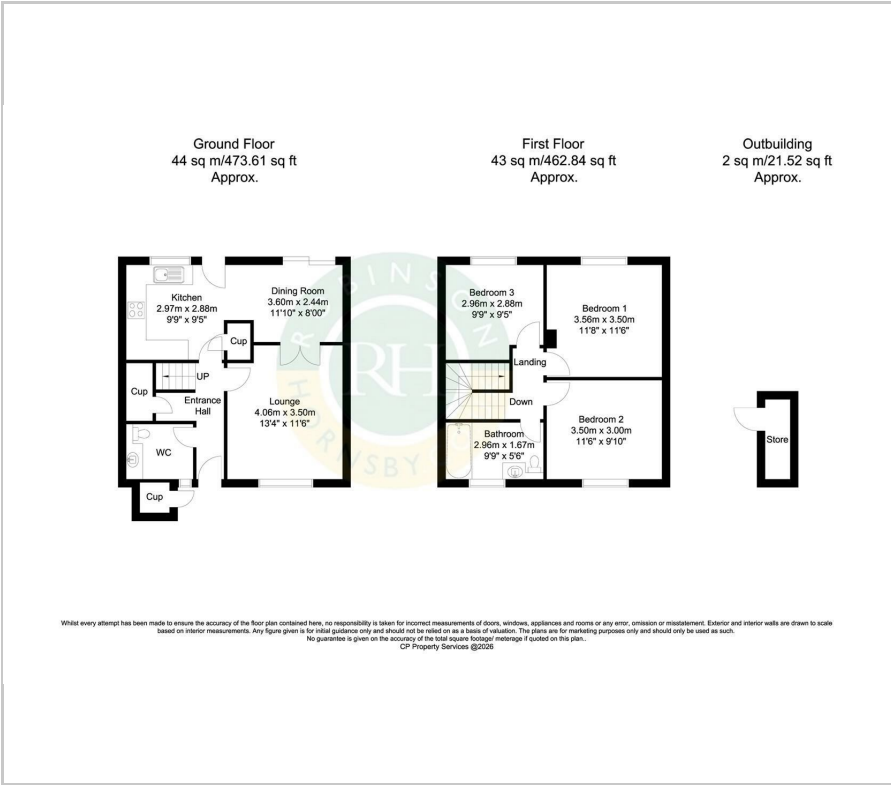 Ground Floor
44 sq m/473.61 sq ft
Approx.
First Floor
43 sq m/462.84 sq ft
Approx.
Outbuilding
2 sq m/21.52 sq ft
Approx.
Kitchen
2.97m x 2.88m
9'9" x 9'5"
Dining Room
3.60m x 2.44m
11'10" x 8'00"
Cup
UP
Cup
Entrance
Hall
Lounge
4.06m x 3.50m
13'4" x 11'6"
WC
Cup
Bedroom 3
2.96m x 2.88m
9'9" x 9'5"
Bedroom 1
3.56m x 3.50m
11'8" x 11'6"
Landing
Down
Bedroom 2
3.50m x 3.00m
11'6" x 9'10"
Bathroom
2.96m x 1.67m
9'9" x 5'6"
Store
ROBINSON
RH
HORNSBY
Whilst every attempt has been made to ensure the accuracy of the floor plan contained here, no responsibility is taken for incorrect measurements of doors, windows, appliances and rooms or any error, omission or misstatement. Exterior and interior walls are drawn to scale
based on interior measurements. Any figure given is for initial guidance only and should not be relied on as a basis of valuation. The plans are for marketing purposes only and should only be used as such.
No guarantee is given on the accuracy of the total square footage/ meterage if quoted on this plan..
CP Property Services @2026